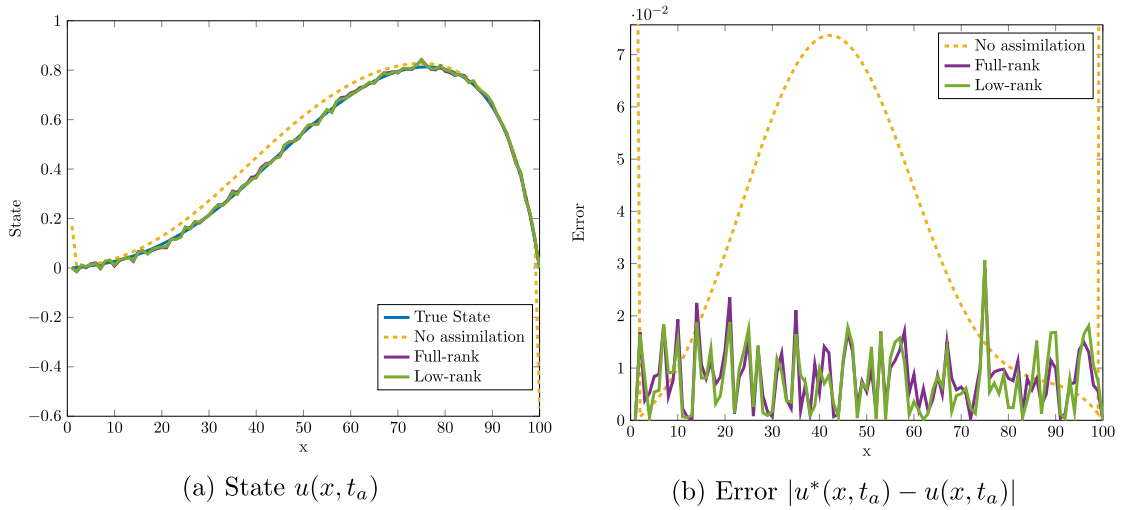 1
0.8
0.6
0.4
0.2
0
−0.2
−0.4
−0.6
State
0 10 20 30 40 50 60 70 80 90 100
x
True State
No assimilation
Full-rank
Low-rank
(a) State u(x, t_a)
·10^{−2}
7
6
5
4
3
2
1
0
Error
0 10 20 30 40 50 60 70 80 90 100
x
No assimilation
Full-rank
Low-rank
(b) Error |u*(x, t_a) − u(x, t_a)|